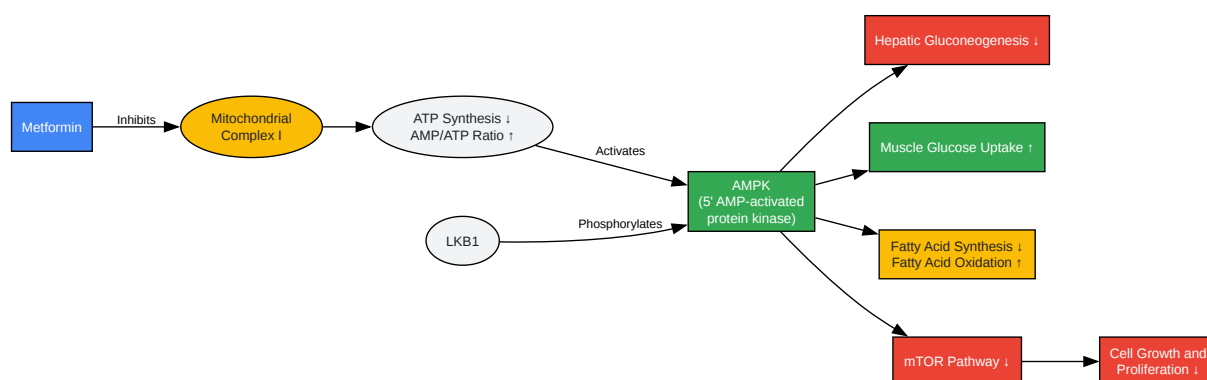 Metformin
Inhibits
Mitochondrial
Complex I
ATP Synthesis ↓
AMP/ATP Ratio ↑
Activates
LKB1
Phosphorylates
AMPK
(5' AMP-activated
protein kinase)
Hepatic Gluconeogenesis ↓
Muscle Glucose Uptake ↑
Fatty Acid Synthesis ↓
Fatty Acid Oxidation ↑
mTOR Pathway ↓
Cell Growth and
Proliferation ↓